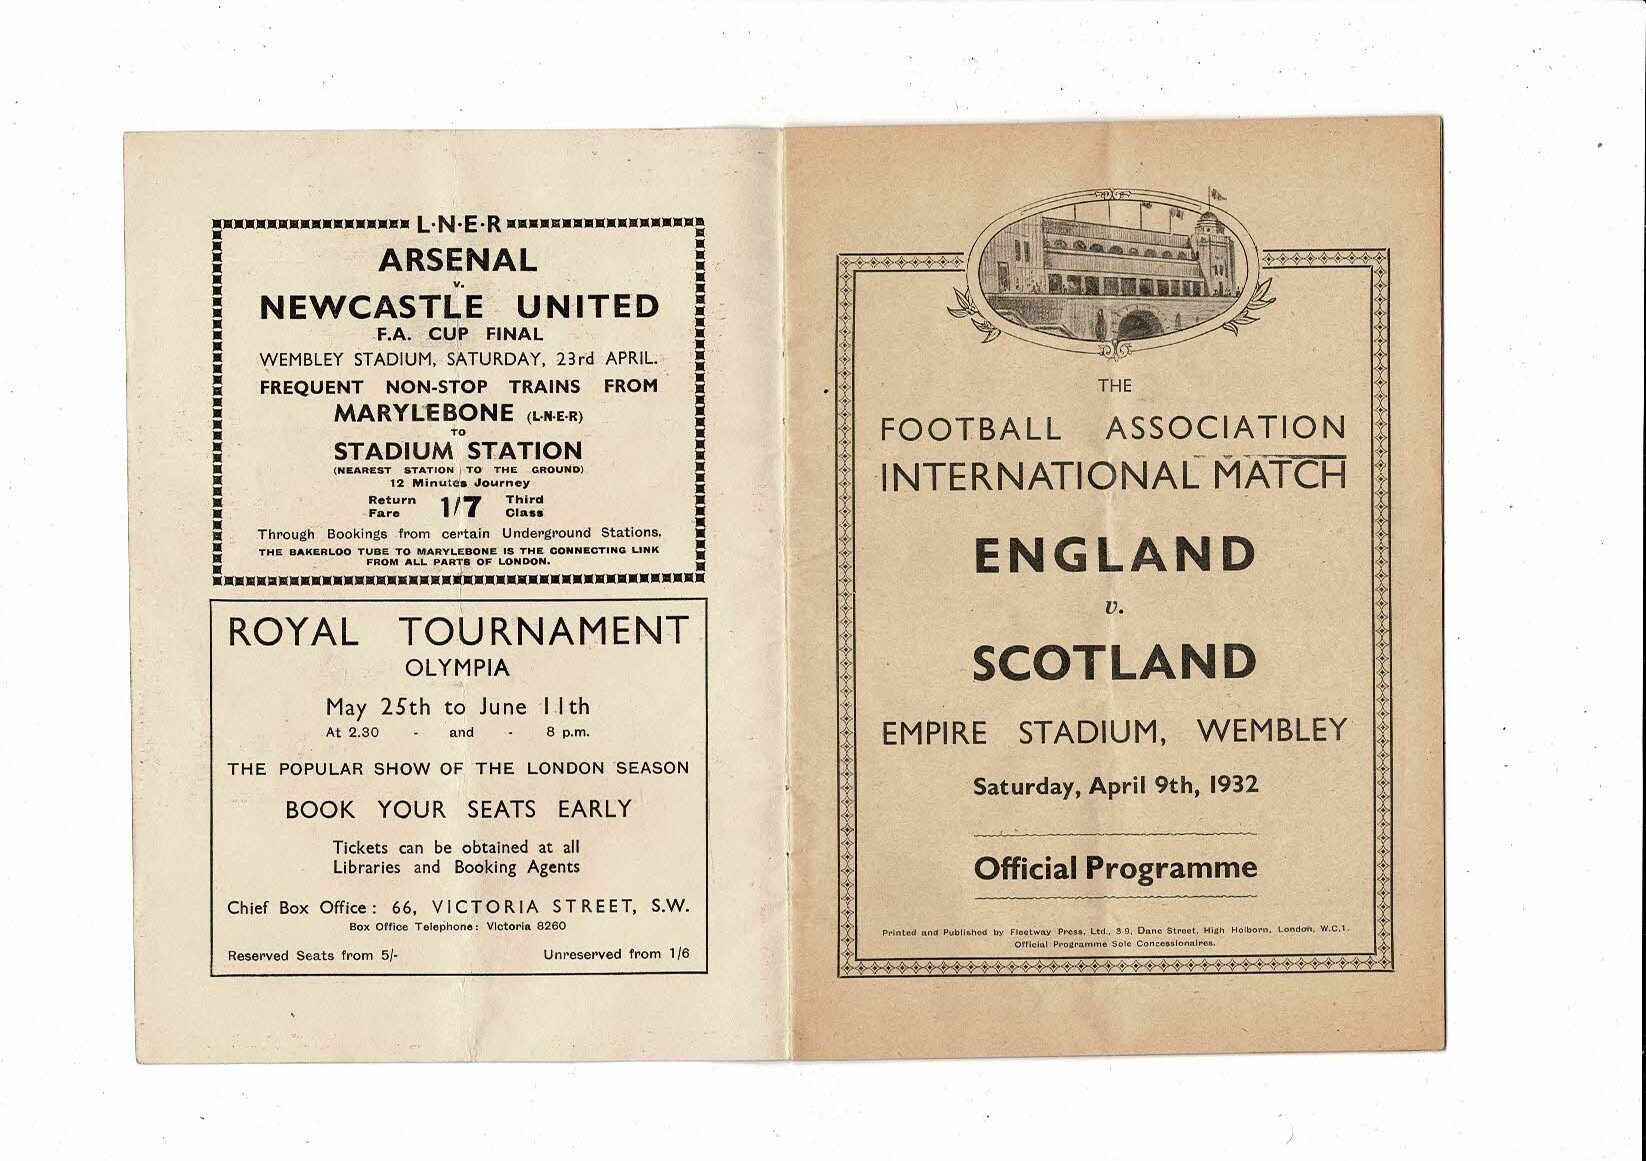 L·N·E·R
ARSENAL
v.
NEWCASTLE UNITED
F.A. CUP FINAL
WEMBLEY STADIUM, SATURDAY, 23rd APRIL.
FREQUENT NON-STOP TRAINS FROM
MARYLEBONE (L·N·E·R)
TO
STADIUM STATION
(NEAREST STATION TO THE GROUND)
12 Minutes Journey
Return Fare 1/7 Third Class
Through Bookings from certain Underground Stations.
THE BAKERLOO TUBE TO MARYLEBONE IS THE CONNECTING LINK
FROM ALL PARTS OF LONDON.
ROYAL TOURNAMENT
OLYMPIA
May 25th to June 11th
At 2.30 - and - 8 p.m.
THE POPULAR SHOW OF THE LONDON SEASON
BOOK YOUR SEATS EARLY
Tickets can be obtained at all
Libraries and Booking Agents
Chief Box Office: 66, VICTORIA STREET, S.W.
Box Office Telephone: Victoria 8260
Reserved Seats from 5/- Unreserved from 1/6
THE
FOOTBALL ASSOCIATION
INTERNATIONAL MATCH
ENGLAND
v.
SCOTLAND
EMPIRE STADIUM, WEMBLEY
Saturday, April 9th, 1932
Official Programme
Printed and Published by Fleetway Press, Ltd., 3-9, Dane Street, High Holborn, London, W.C.1.
Official Programme Sole Concessionaires.